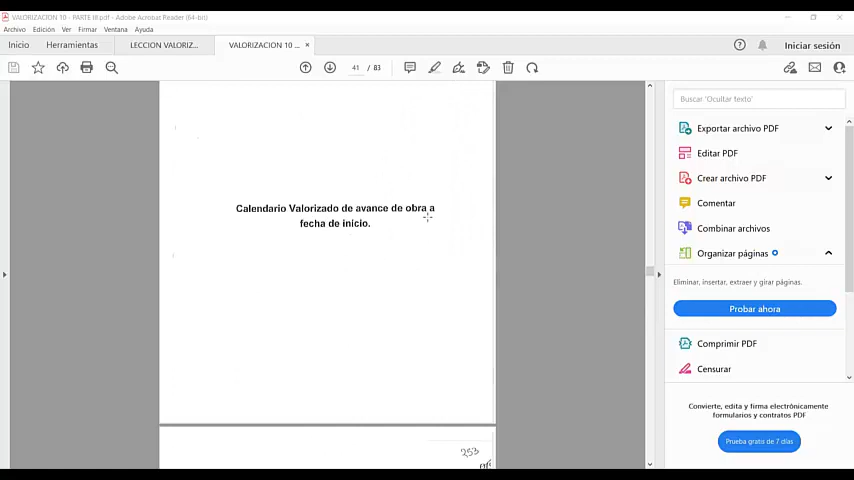 VALORIZACION 10 - PARTE III.pdf - Adobe Acrobat Reader (64-bit)
Archivo Edición Ver Firmar Ventana Ayuda
Inicio Herramientas LECCION VALORIZ... VALORIZACION 10 ... × Iniciar sesión
41 / 83
Calendario Valorizado de avance de obra a
fecha de inicio.
253
Buscar 'Ocultar texto'
Exportar archivo PDF
Editar PDF
Crear archivo PDF
Comentar
Combinar archivos
Organizar páginas
Eliminar, insertar, extraer y girar páginas.
Probar ahora
Comprimir PDF
Censurar
Convierte, edita y firma electrónicamente
formularios y contratos PDF
Prueba gratis de 7 días